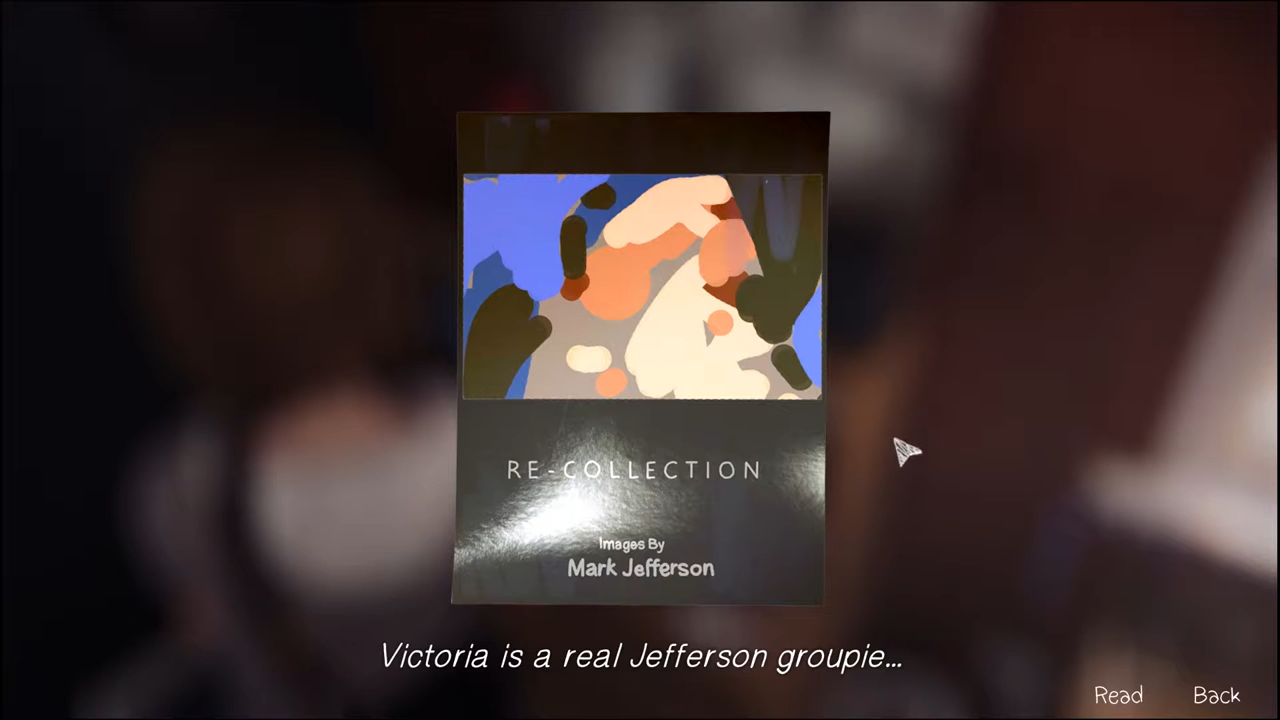 RE-COLLECTION
Images By
Mark Jefferson
Victoria is a real Jefferson groupie...
Read Back